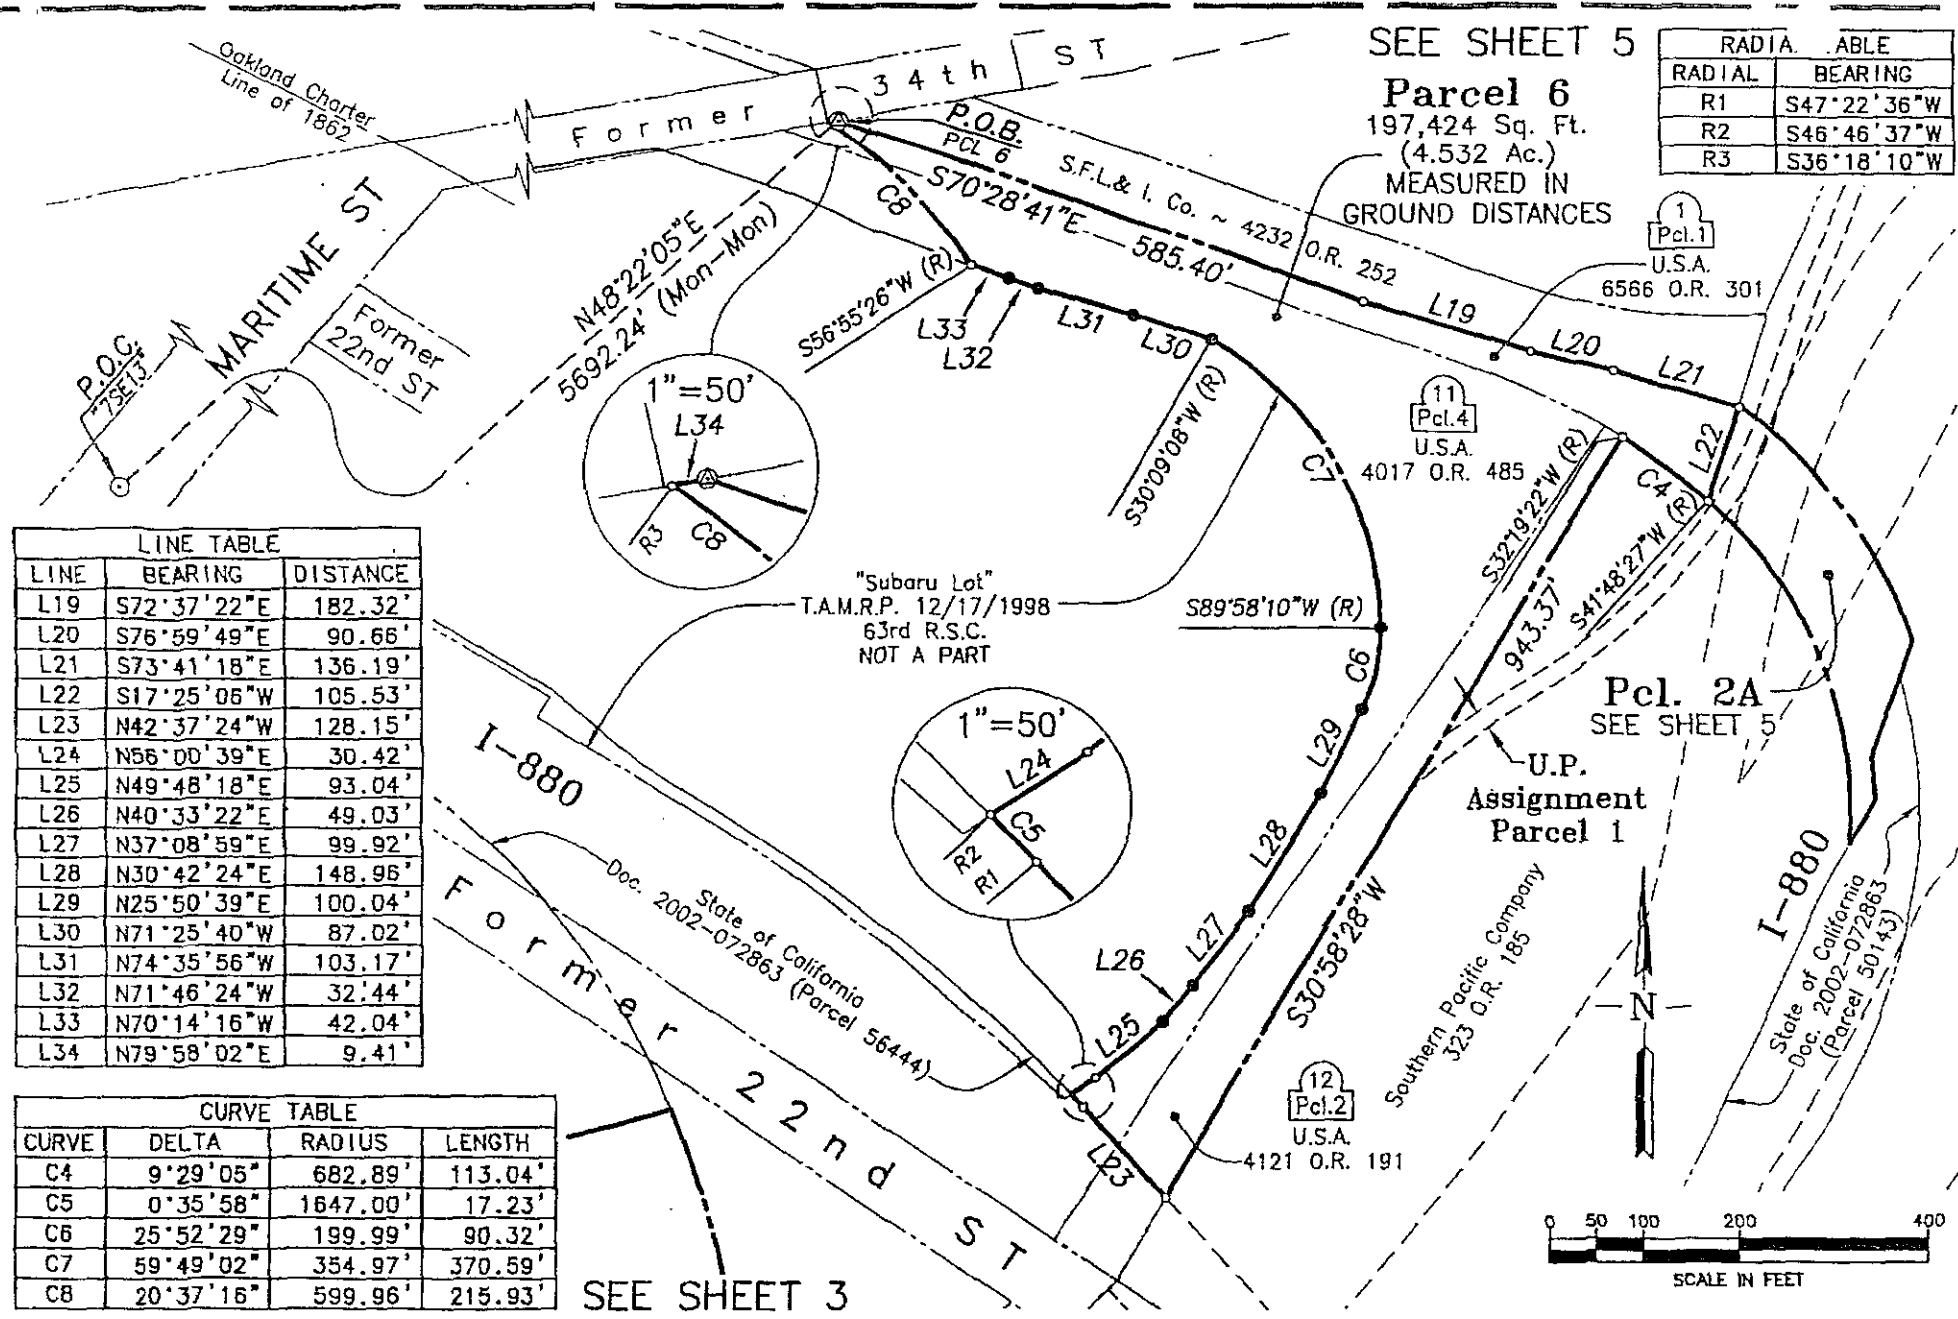 SEE SHEET 5
Parcel 6
197,424 Sq. Ft.
(4.532 Ac.)
MEASURED IN
GROUND DISTANCES
RADIA ABLE
RADIAL BEARING
R1 S47°22'36"W
R2 S46°46'37"W
R3 S36°18'10"W
Oakland Charter
Line of 1862
Former 34th ST
P.O.B.
PCL 6
S70°28'41"E 585.40'
S.F.L.& I. Co. ~ 4232 O.R. 252
C8
1
Pcl.1
U.S.A.
6566 O.R. 301
MARITIME ST
Former
22nd ST
P.O.C.
"7SE13"
N48°22'05"E
5692.24' (Mon-Mon)
S56°55'26"W (R)
L33
L32
L31
L30
L19
L20
L21
L22
S30°09'08"W (R)
C7
11
Pcl.4
U.S.A.
4017 O.R. 485
S32°19'22"W (R)
C4
S41°48'27"W (R)
1"=50'
L34
R3
C8
"Subaru Lot"
T.A.M.R.P. 12/17/1998
63rd R.S.C.
NOT A PART
S89°58'10"W (R)
C6
943.37'
S30°58'28"W
Pcl. 2A
SEE SHEET 5
U.P.
Assignment
Parcel 1
LINE TABLE
LINE BEARING DISTANCE
L19 S72°37'22"E 182.32'
L20 S76°59'49"E 90.66'
L21 S73°41'18"E 136.19'
L22 S17°25'06"W 105.53'
L23 N42°37'24"W 128.15'
L24 N56°00'39"E 30.42'
L25 N49°48'18"E 93.04'
L26 N40°33'22"E 49.03'
L27 N37°08'59"E 99.92'
L28 N30°42'24"E 148.96'
L29 N25°50'39"E 100.04'
L30 N71°25'40"W 87.02'
L31 N74°35'56"W 103.17'
L32 N71°46'24"W 32.44'
L33 N70°14'16"W 42.04'
L34 N79°58'02"E 9.41'
I-880
1"=50'
L24
C5
R2
R1
L29
L28
L27
L26
L25
L23
State of California
Doc. 2002-072863 (Parcel 56444)
Former 22nd ST
Southern Pacific Company
323 O.R. 185
12
Pcl.2
U.S.A.
4121 O.R. 191
I-880
State of California
Doc. 2002-072863
(Parcel 50143)
N
CURVE TABLE
CURVE DELTA RADIUS LENGTH
C4 9°29'05" 682.89' 113.04'
C5 0°35'58" 1647.00' 17.23'
C6 25°52'29" 199.99' 90.32'
C7 59°49'02" 354.97' 370.59'
C8 20°37'16" 599.96' 215.93'
SEE SHEET 3
0 50 100 200 400
SCALE IN FEET